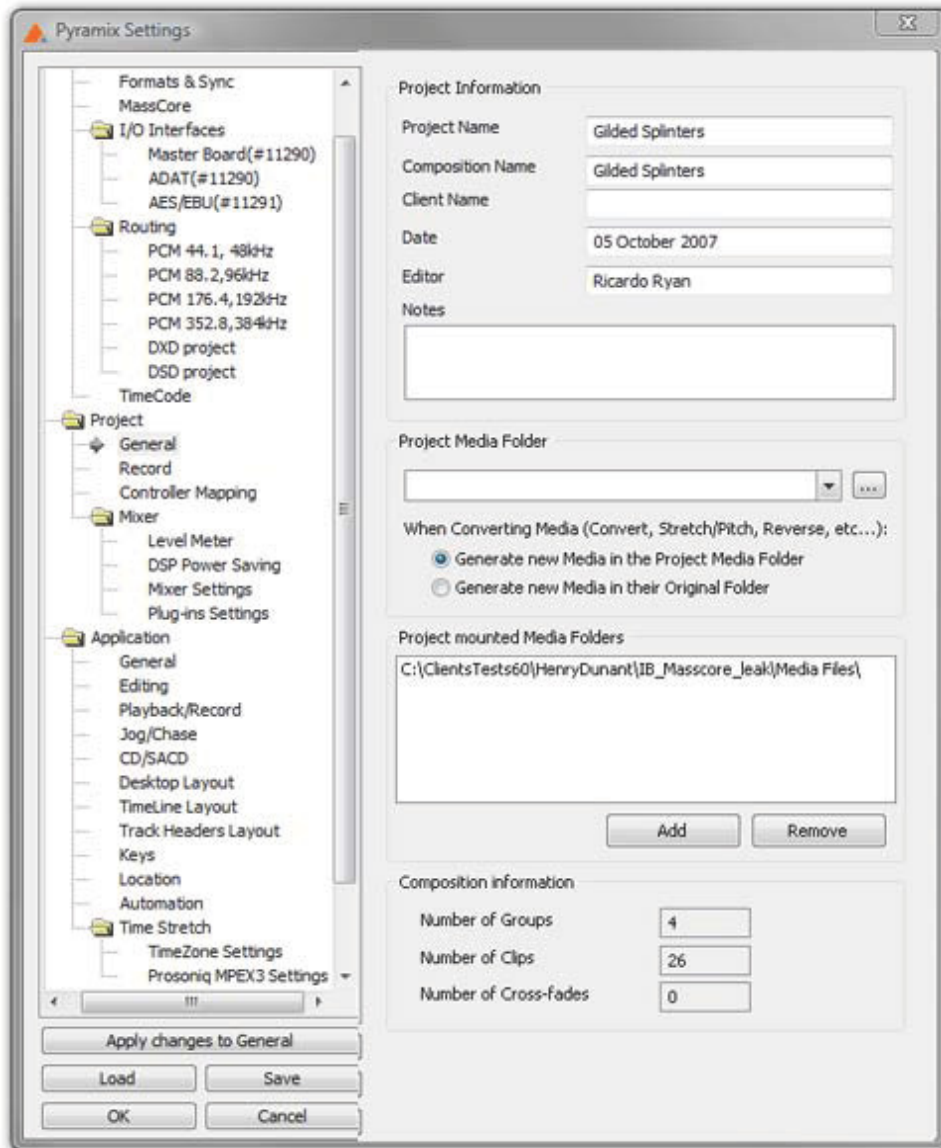 Pyramix Settings
Formats & Sync
MassCore
I/O Interfaces
Master Board(#11290)
ADAT(#11290)
AES/EBU(#11291)
Routing
PCM 44.1, 48kHz
PCM 88.2,96kHz
PCM 176.4,192kHz
PCM 352.8,384kHz
DXD project
DSD project
TimeCode
Project
General
Record
Controller Mapping
Mixer
Level Meter
DSP Power Saving
Mixer Settings
Plug-ins Settings
Application
General
Editing
Playback/Record
Jog/Chase
CD/SACD
Desktop Layout
TimeLine Layout
Track Headers Layout
Keys
Location
Automation
Time Stretch
TimeZone Settings
Prosoniq MPEX3 Settings
Apply changes to General
Load Save
OK Cancel
Project Information
Project Name Gilded Splinters
Composition Name Gilded Splinters
Client Name
Date 05 October 2007
Editor Ricardo Ryan
Notes
Project Media Folder
...
When Converting Media (Convert, Stretch/Pitch, Reverse, etc...):
Generate new Media in the Project Media Folder
Generate new Media in their Original Folder
Project mounted Media Folders
C:\ClientsTests60\HenryDunant\IB_Masscore_leak\Media Files\
Add Remove
Composition information
Number of Groups 4
Number of Clips 26
Number of Cross-fades 0